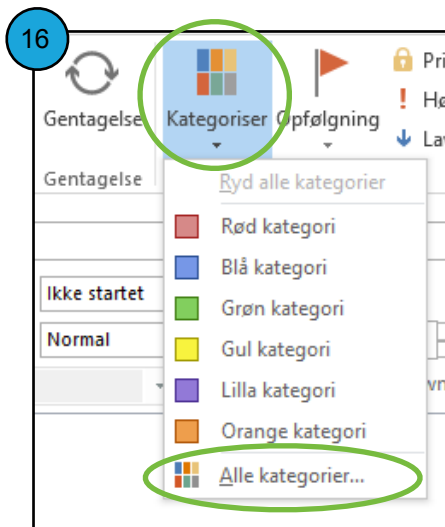 16
Gentagelse Kategoriser Opfølgning
Gentagelse
Ryd alle kategorier
Rød kategori
Blå kategori
Ikke startet
Grøn kategori
Normal
Gul kategori
Lilla kategori
Orange kategori
Alle kategorier...